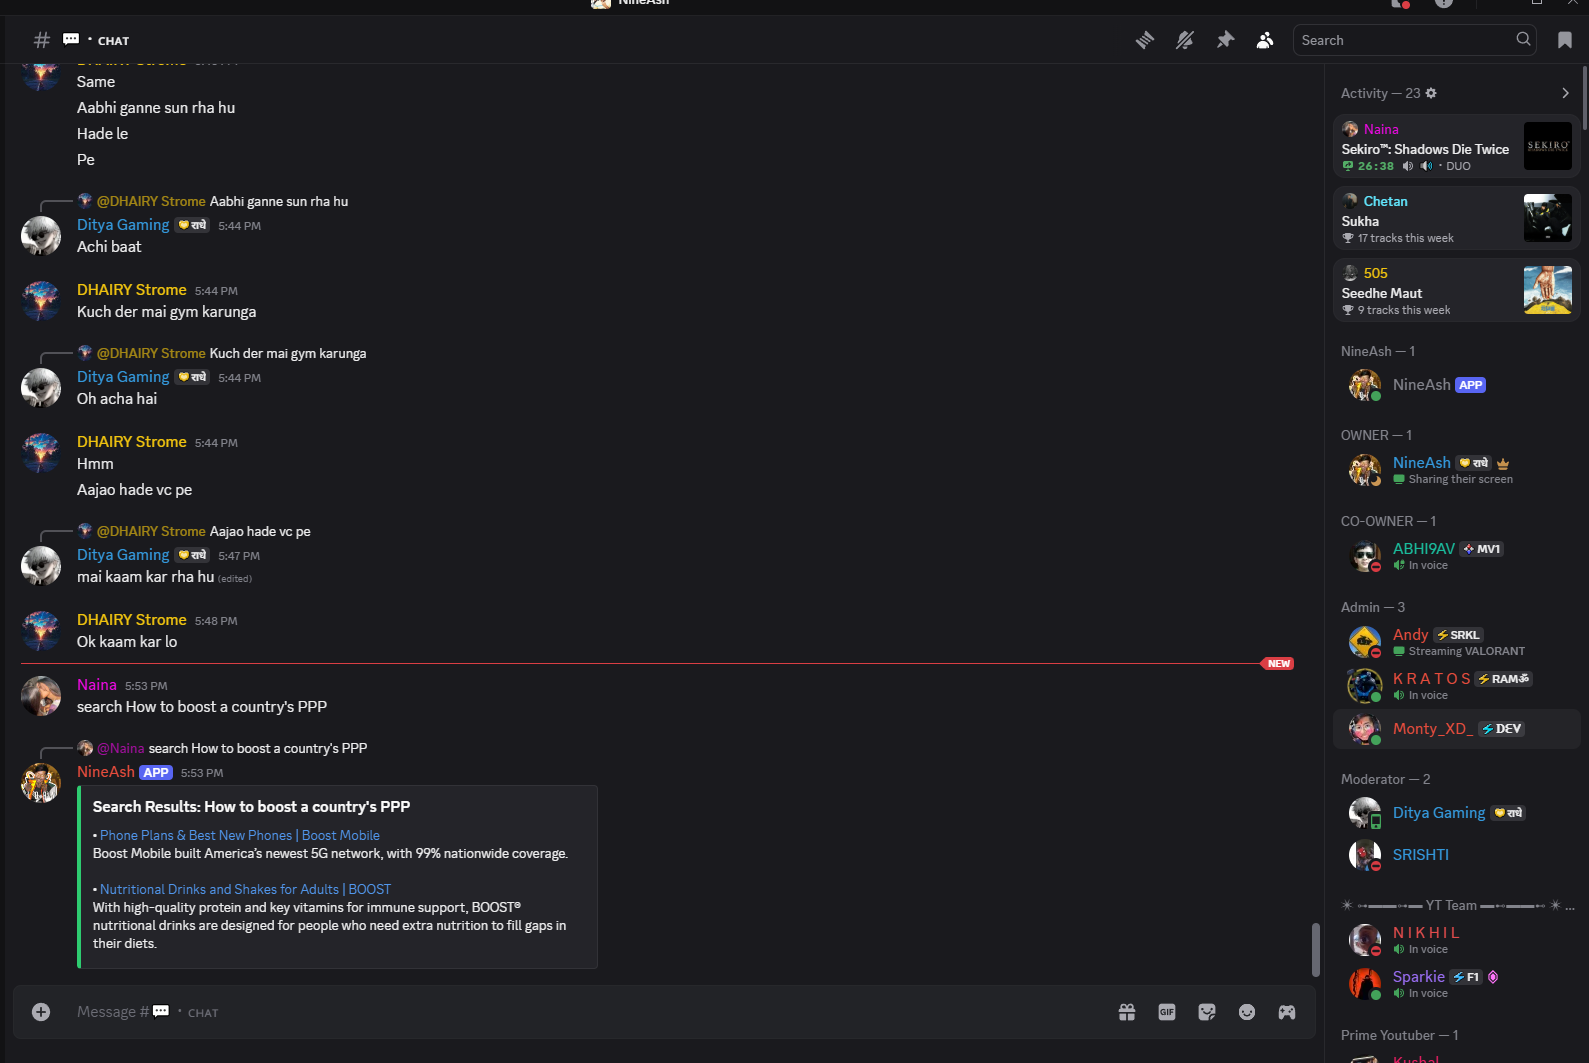 NineAsh
# 💬・CHAT
Search
DHAIRY Strome
Same
Aabhi ganne sun rha hu
Hade le
Pe
@DHAIRY Strome Aabhi ganne sun rha hu
Ditya Gaming 💛राधे 5:44 PM
Achi baat
DHAIRY Strome 5:44 PM
Kuch der mai gym karunga
@DHAIRY Strome Kuch der mai gym karunga
Ditya Gaming 💛राधे 5:44 PM
Oh acha hai
DHAIRY Strome 5:44 PM
Hmm
Aajao hade vc pe
@DHAIRY Strome Aajao hade vc pe
Ditya Gaming 💛राधे 5:47 PM
mai kaam kar rha hu (edited)
DHAIRY Strome 5:48 PM
Ok kaam kar lo
NEW
Naina 5:53 PM
search How to boost a country's PPP
@Naina search How to boost a country's PPP
NineAsh APP 5:53 PM
Search Results: How to boost a country's PPP
• Phone Plans & Best New Phones | Boost Mobile
Boost Mobile built America's newest 5G network, with 99% nationwide coverage.
• Nutritional Drinks and Shakes for Adults | BOOST
With high-quality protein and key vitamins for immune support, BOOST®
nutritional drinks are designed for people who need extra nutrition to fill gaps in
their diets.
Message #💬・CHAT
GIF
Activity — 23
Naina
Sekiro™: Shadows Die Twice
26:38 • DUO
SEKIRO
Chetan
Sukha
17 tracks this week
505
Seedhe Maut
9 tracks this week
NineAsh — 1
NineAsh APP
OWNER — 1
NineAsh 💛राधे
Sharing their screen
CO-OWNER — 1
ABHI9AV MV1
In voice
Admin — 3
Andy ⚡SRKL
Streaming VALORANT
K R A T O S ⚡RAMॐ
In voice
Monty_XD_ ⚡DEV
Moderator — 2
Ditya Gaming 💛राधे
SRISHTI
✴ ⊶▬▬⊶▬ YT Team ▬⊷▬▬⊷ ✴ ...
N I K H I L
In voice
Sparkie ⚡F1
In voice
Prime Youtuber — 1
Kushal